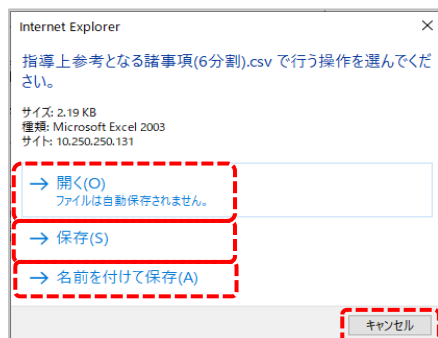 Internet Explorer
指導上参考となる諸事項(6分割).csv で行う操作を選んでくだ
さい。
サイズ: 2.19 KB
種類: Microsoft Excel 2003
サイト: 10.250.250.131
→ 開く(O)
ファイルは自動保存されません。
→ 保存(S)
→ 名前を付けて保存(A)
キャンセル